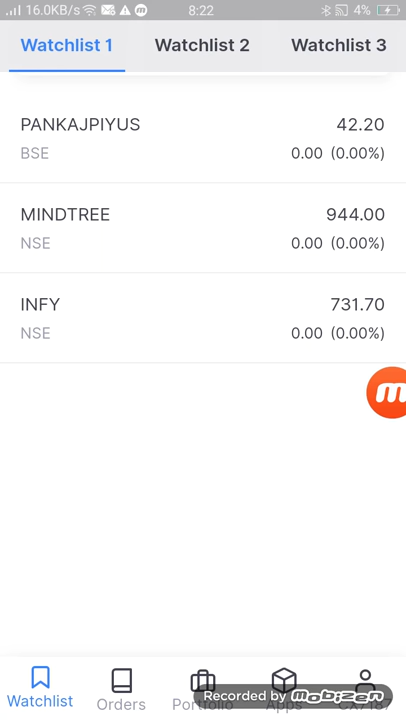 16.0KB/s 8:22 4%
Watchlist 1 Watchlist 2 Watchlist 3
PANKAJPIYUS 42.20
BSE 0.00 (0.00%)
MINDTREE 944.00
NSE 0.00 (0.00%)
INFY 731.70
NSE 0.00 (0.00%)
m
Watchlist Orders Portfolio Apps
Recorded by mobizen